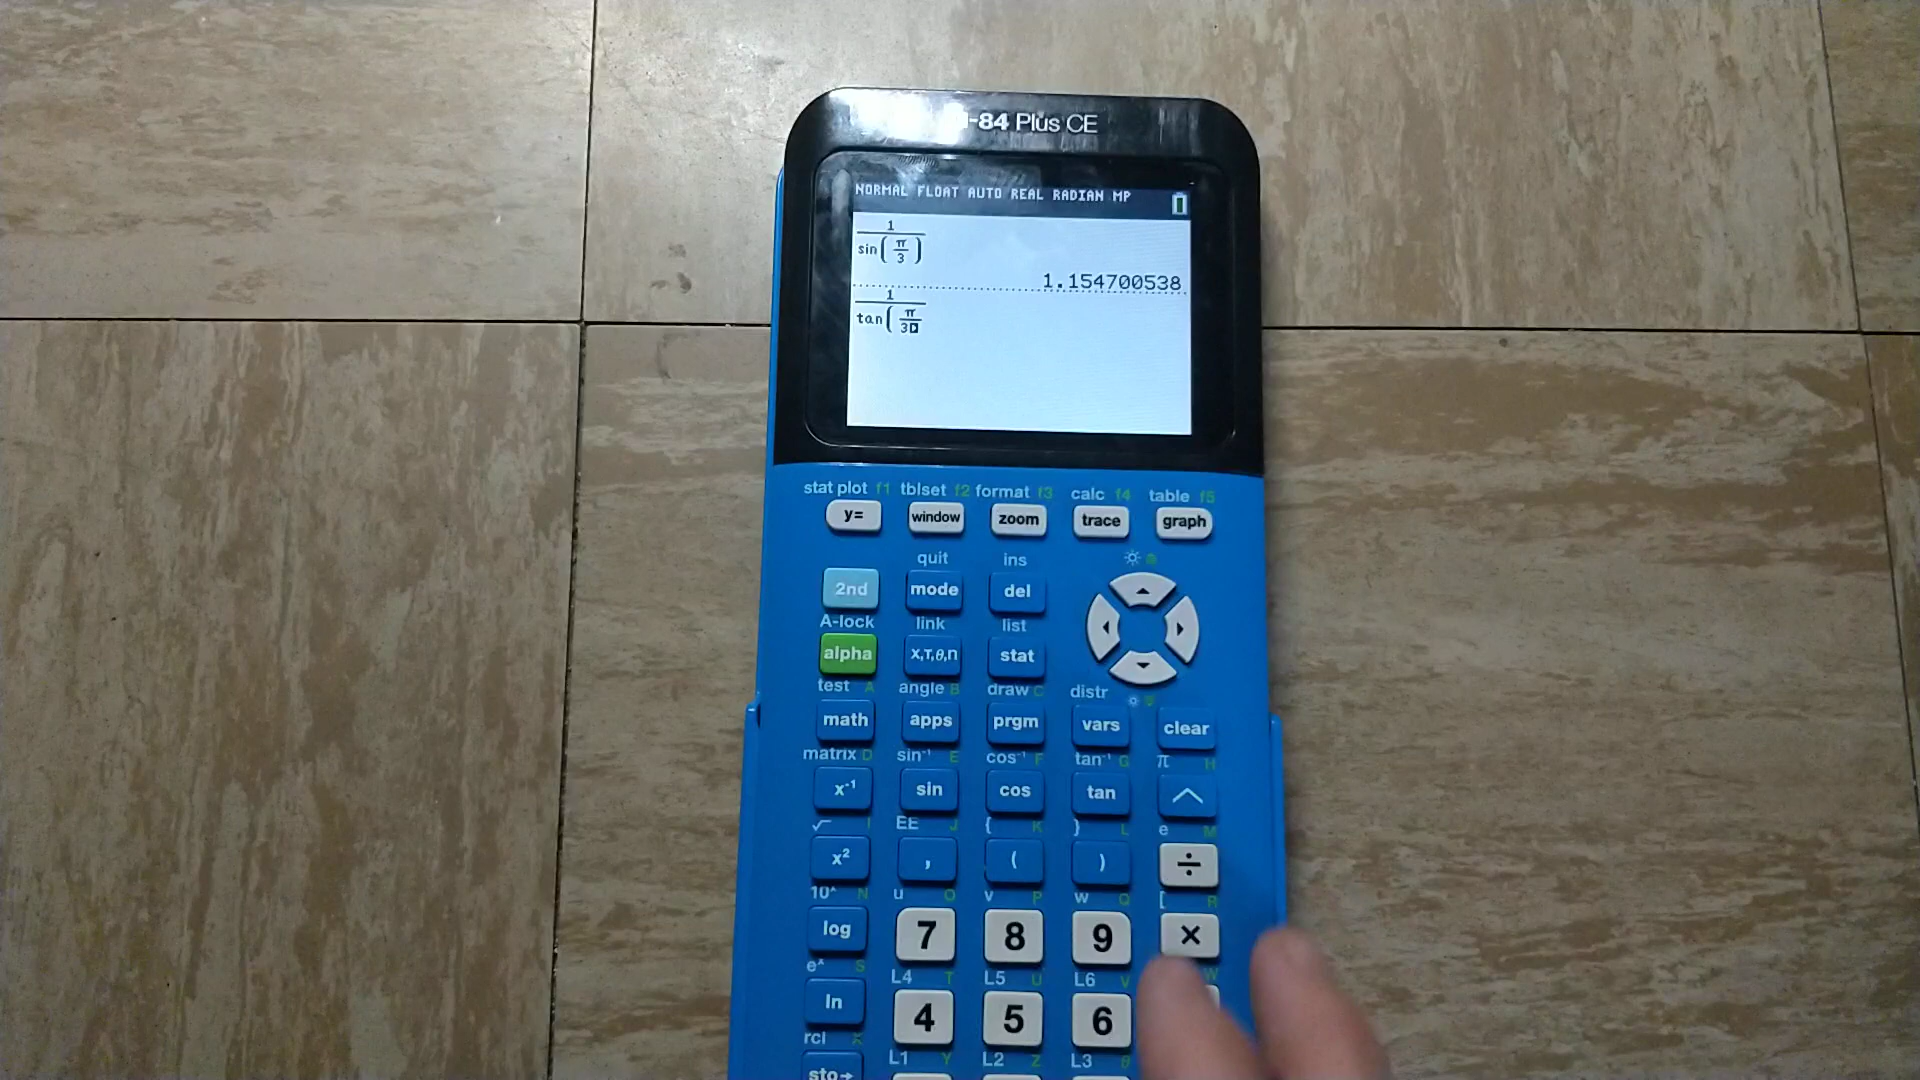 -84 Plus CE
NORMAL FLOAT AUTO REAL RADIAN MP
1
sin(π/3)
1.154700538
1
tan(π/3
stat plot f1 tblset f2 format f3 calc f4 table f5
y= window zoom trace graph
quit ins
2nd mode del
A-lock link list
alpha X,T,θ,n stat
test A angle B draw C distr
math apps prgm vars clear
matrix D sin⁻¹ E cos⁻¹ F tan⁻¹ G π H
x⁻¹ sin cos tan ^
√ I EE J { K } L e M
x² , ( ) ÷
10ˣ N u O v P w Q [ R
log 7 8 9 ×
eˣ S L4 T L5 U L6 V W
ln 4 5 6
rcl X L1 Y L2 Z L3 θ
sto→